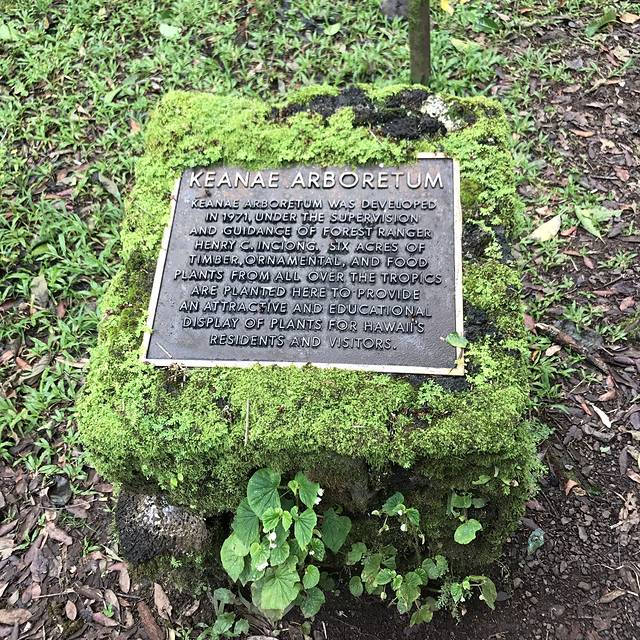 KEANAE ARBORETUM
KEANAE ARBORETUM WAS DEVELOPED
IN 1971, UNDER THE SUPERVISION
AND GUIDANCE OF FOREST RANGER
HENRY C. INCIONG. SIX ACRES OF
TIMBER, ORNAMENTAL, AND FOOD
PLANTS FROM ALL OVER THE TROPICS
ARE PLANTED HERE TO PROVIDE
AN ATTRACTIVE AND EDUCATIONAL
DISPLAY OF PLANTS FOR HAWAII'S
RESIDENTS AND VISITORS.